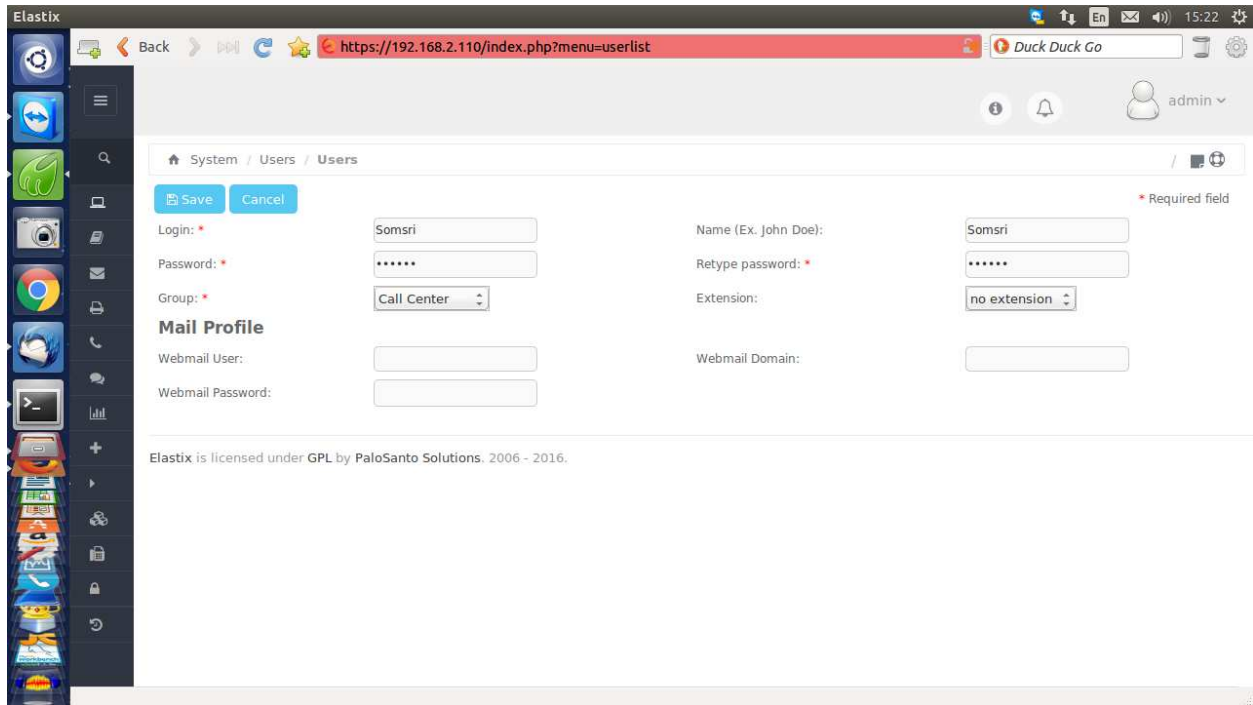 Elastix
En
15:22
Back
https://192.168.2.110/index.php?menu=userlist
Duck Duck Go
admin
System / Users / Users
/
Save Cancel
* Required field
Login: * Somsri Name (Ex. John Doe): Somsri
Password: * •••••• Retype password: * ••••••
Group: * Call Center Extension: no extension
Mail Profile
Webmail User: Webmail Domain:
Webmail Password:
Elastix is licensed under GPL by PaloSanto Solutions. 2006 - 2016.